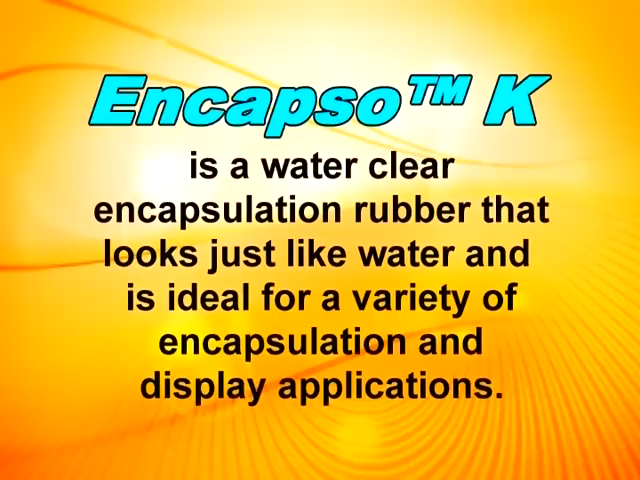 Encapso™ K
is a water clear
encapsulation rubber that
looks just like water and
is ideal for a variety of
encapsulation and
display applications.